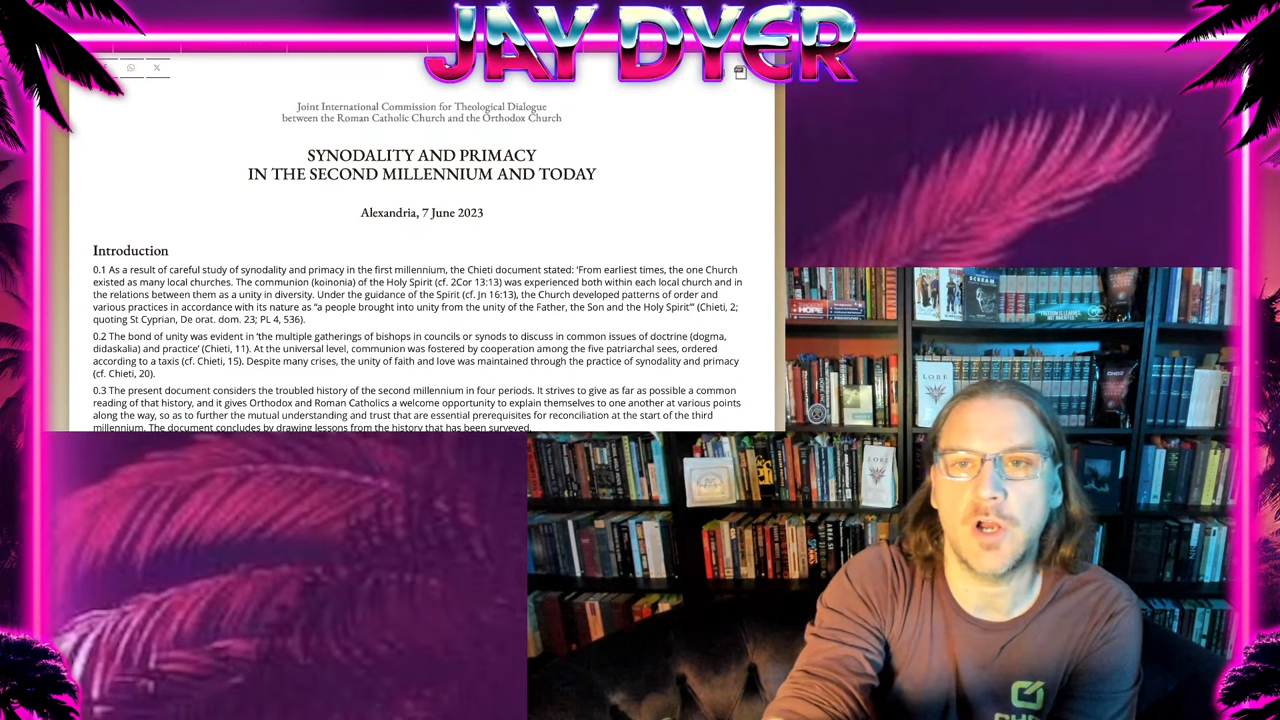 JAY DYER
Joint International Commission for Theological Dialogue
between the Roman Catholic Church and the Orthodox Church
SYNODALITY AND PRIMACY
IN THE SECOND MILLENNIUM AND TODAY
Alexandria, 7 June 2023
Introduction
0.1 As a result of careful study of synodality and primacy in the first millennium, the Chieti document stated: ‘From earliest times, the one Church
existed as many local churches. The communion (koinonia) of the Holy Spirit (cf. 2Cor 13:13) was experienced both within each local church and in
the relations between them as a unity in diversity. Under the guidance of the Spirit (cf. Jn 16:13), the Church developed patterns of order and
various practices in accordance with its nature as “a people brought into unity from the unity of the Father, the Son and the Holy Spirit”’ (Chieti, 2;
quoting St Cyprian, De orat. dom. 23; PL 4, 536).
0.2 The bond of unity was evident in ‘the multiple gatherings of bishops in councils or synods to discuss in common issues of doctrine (dogma,
didaskalia) and practice’ (Chieti, 11). At the universal level, communion was fostered by cooperation among the five patriarchal sees, ordered
according to a taxis (cf. Chieti, 15). Despite many crises, the unity of faith and love was maintained through the practice of synodality and primacy
(cf. Chieti, 20).
0.3 The present document considers the troubled history of the second millennium in four periods. It strives to give as far as possible a common
reading of that history, and it gives Orthodox and Roman Catholics a welcome opportunity to explain themselves to one another at various points
along the way, so as to further the mutual understanding and trust that are essential prerequisites for reconciliation at the start of the third
millennium. The document concludes by drawing lessons from the history that has been surveyed.
HOPE
LORE
LORE